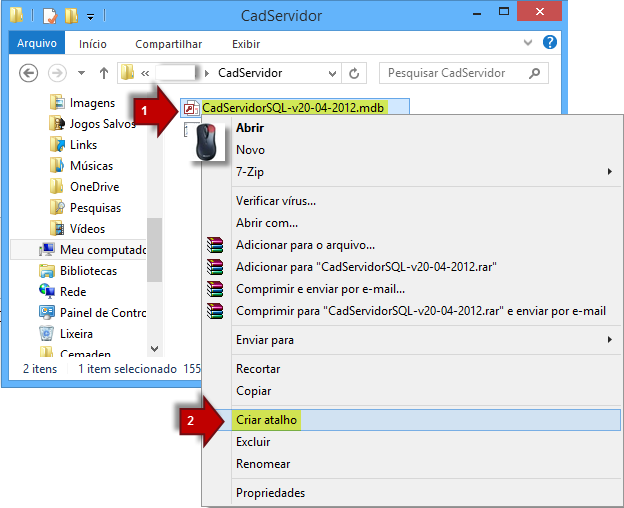 CadServidor
Arquivo Início Compartilhar Exibir
« CadServidor Pesquisar CadServidor
Imagens
1 CadServidorSQL-v20-04-2012.mdb
Jogos Salvos
Links
Músicas
OneDrive
Pesquisas
Vídeos
Meu computado
Bibliotecas
Rede
Painel de Contro
Lixeira
Cemaden
2 itens 1 item selecionado 155
Abrir
Novo
7-Zip
Verificar vírus...
Abrir com...
Adicionar para o arquivo...
Adicionar para "CadServidorSQL-v20-04-2012.rar"
Comprimir e enviar por e-mail...
Comprimir para "CadServidorSQL-v20-04-2012.rar" e enviar por e-mail
Enviar para
Recortar
Copiar
2 Criar atalho
Excluir
Renomear
Propriedades